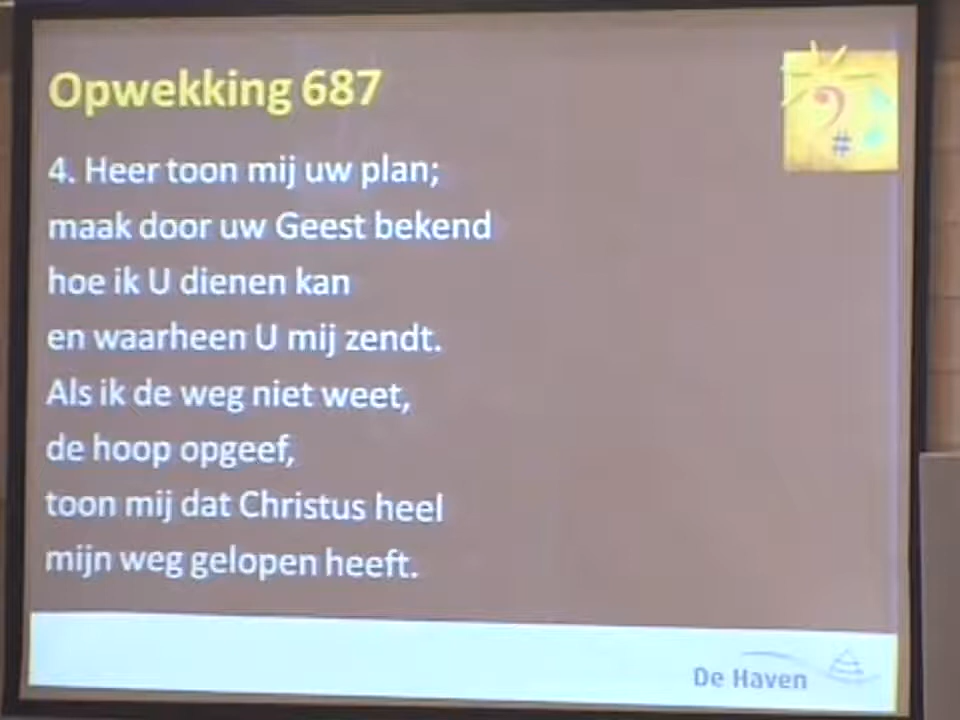 Opwekking 687
4. Heer toon mij uw plan;
maak door uw Geest bekend
hoe ik U dienen kan
en waarheen U mij zendt.
Als ik de weg niet weet,
de hoop opgeef,
toon mij dat Christus heel
mijn weg gelopen heeft.
De Haven